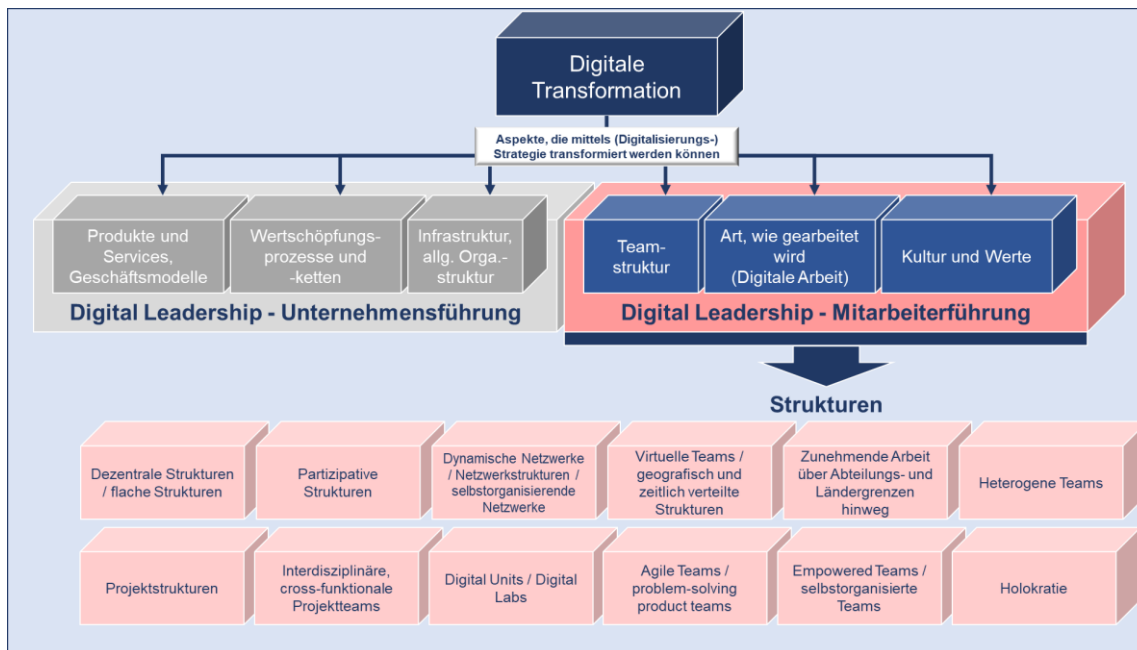 Digitale
Transformation
Aspekte, die mittels (Digitalisierungs-)
Strategie transformiert werden können
Produkte und
Services,
Geschäftsmodelle
Wertschöpfungs-
prozesse und
-ketten
Infrastruktur,
allg. Orga.-
struktur
Digital Leadership - Unternehmensführung
Team-
struktur
Art, wie gearbeitet
wird
(Digitale Arbeit)
Kultur und Werte
Digital Leadership - Mitarbeiterführung
Strukturen
Dezentrale Strukturen
/ flache Strukturen
Partizipative
Strukturen
Dynamische Netzwerke
/ Netzwerkstrukturen /
selbstorganisierende
Netzwerke
Virtuelle Teams /
geografisch und
zeitlich verteilte
Strukturen
Zunehmende Arbeit
über Abteilungs- und
Ländergrenzen
hinweg
Heterogene Teams
Projektstrukturen
Interdisziplinäre,
cross-funktionale
Projektteams
Digital Units / Digital
Labs
Agile Teams /
problem-solving
product teams
Empowered Teams /
selbstorganisierte
Teams
Holokratie